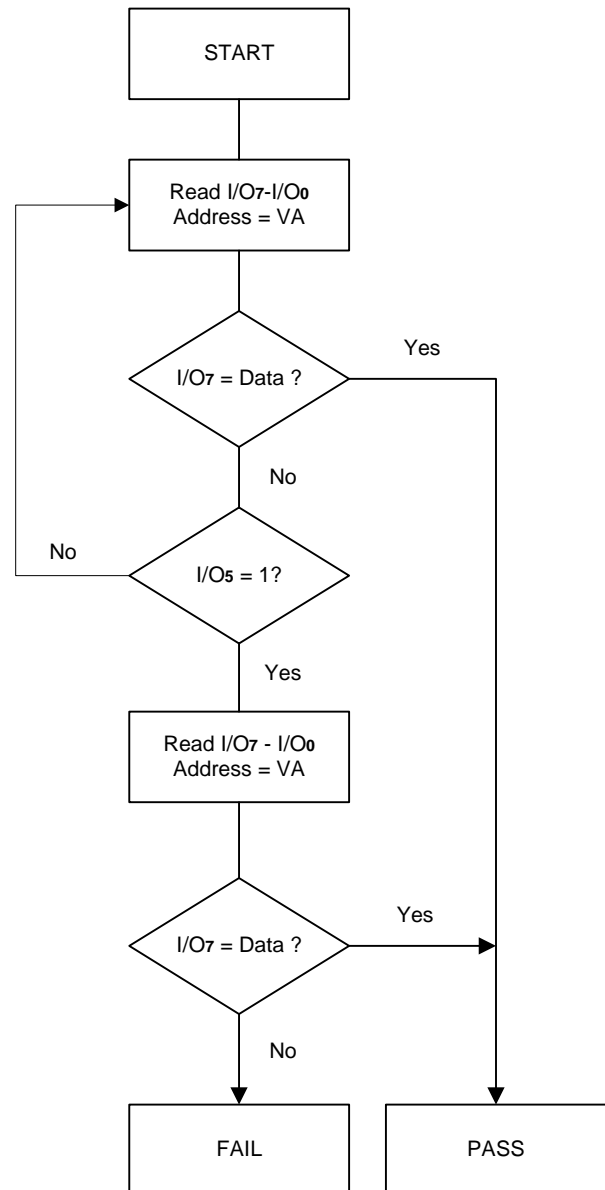 START
Read I/O7-I/O0
Address = VA
Yes
I/O7 = Data ?
No
No
I/O5 = 1?
Yes
Read I/O7 - I/O0
Address = VA
Yes
I/O7 = Data ?
No
FAIL
PASS